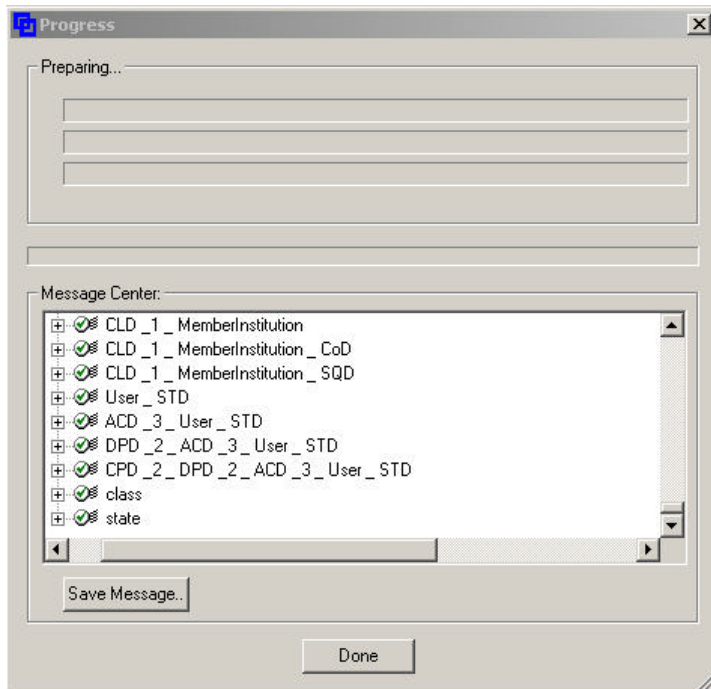 Progress
Preparing...
Message Center:
CLD _1 _ MemberInstitution
CLD _1 _ MemberInstitution _ CoD
CLD _1 _ MemberInstitution _ SQD
User _ STD
ACD _3 _ User _ STD
DPD _2 _ ACD _3 _ User _ STD
CPD _2 _ DPD _2 _ ACD _3 _ User _ STD
class
state
Save Message..
Done